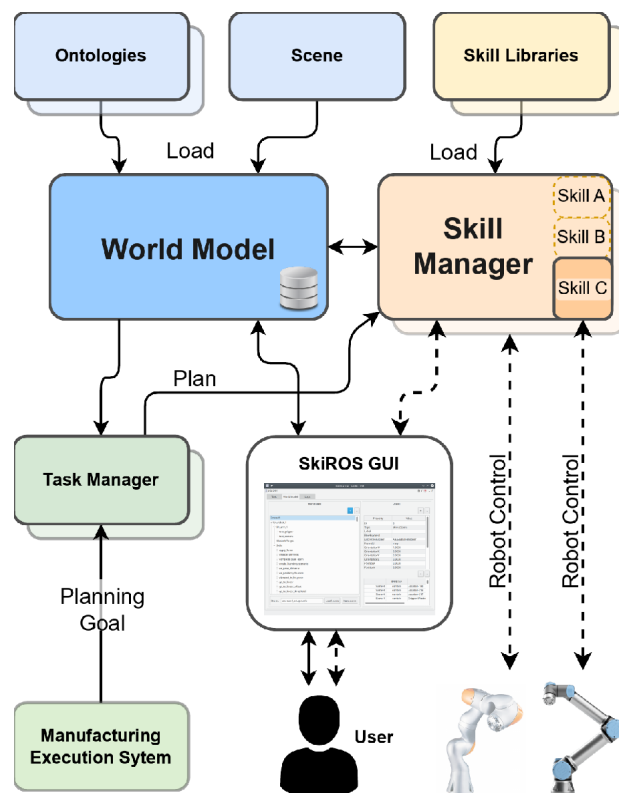 Ontologies
Scene
Skill Libraries
Load
Load
World Model
Skill
Manager
Skill A
Skill B
Skill C
Plan
Task Manager
SkiROS GUI
Robot Control
Robot Control
Planning
Goal
Manufacturing
Execution Sytem
User